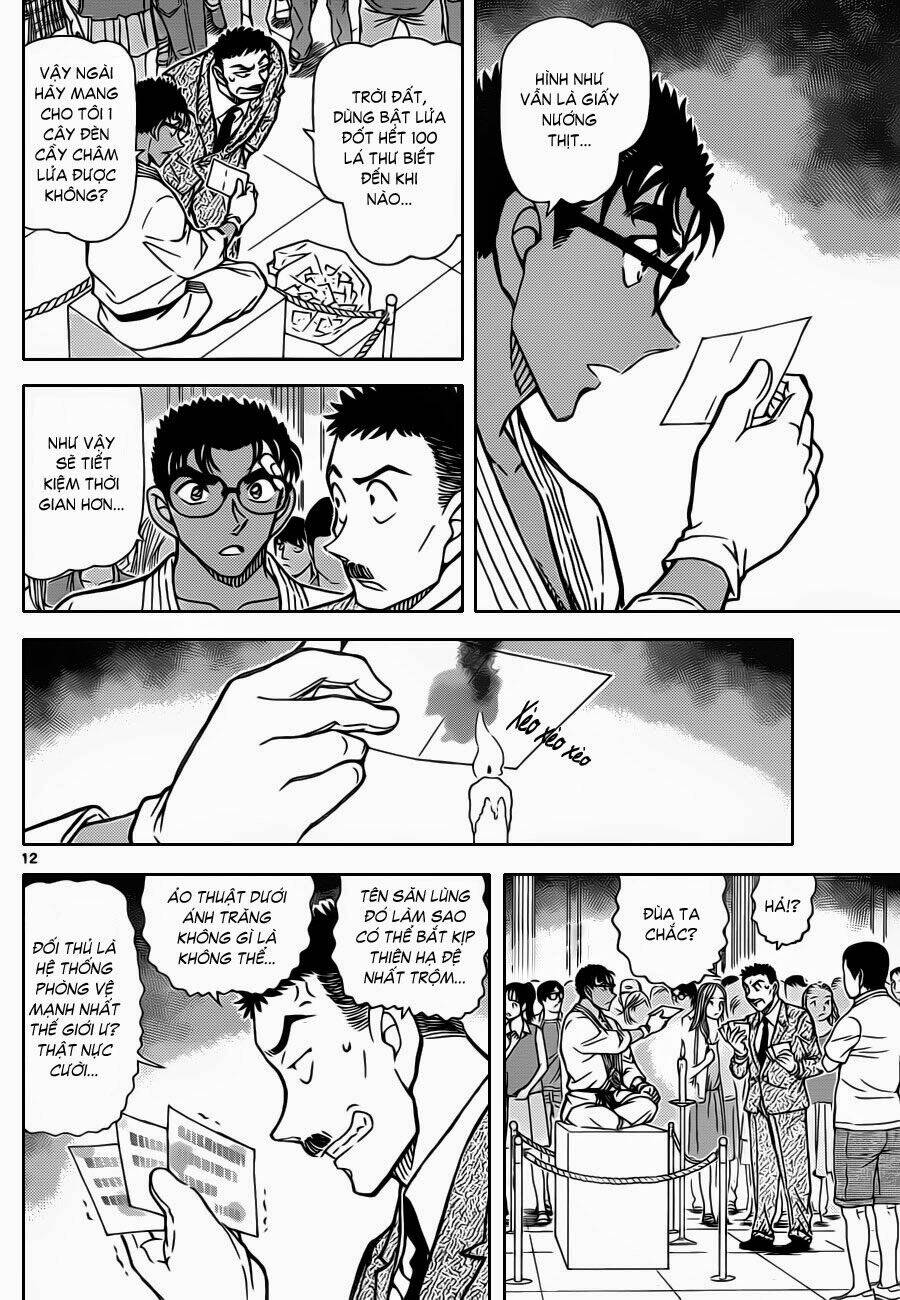 VẬY NGÀI
HÃY MANG
CHO TÔI 1
CÂY ĐÈN
CẦY CHÂM
LỬA ĐƯỢC
KHÔNG?
TRỜI ĐẤT,
DÙNG BẬT LỬA
ĐỐT HẾT 100
LÁ THƯ BIẾT
ĐẾN KHI
NÀO...
HÌNH NHƯ
VẪN LÀ GIẤY
NƯỚNG
THỊT...
NHƯ VẬY
SẼ TIẾT
KIỆM THỜI
GIAN HƠN...
Xèo xèo xèo
12
ĐỐI THỦ LÀ
HỆ THỐNG
PHÒNG VỆ
MẠNH NHẤT
THẾ GIỚI Ư?
THẬT NỰC
CƯỜI...
ẢO THUẬT DƯỚI
ÁNH TRĂNG
KHÔNG GÌ LÀ
KHÔNG THỂ...
TÊN SĂN LÙNG
ĐÓ LÀM SAO
CÓ THỂ BẮT KỊP
THIÊN HẠ ĐỆ
NHẤT TRỘM...
ĐÙA TA
CHẮC?
HẢ!?